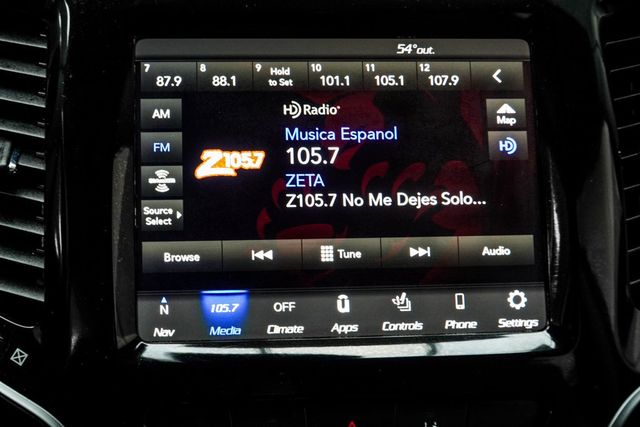 54° out.
7 87.9 8 88.1 9 Hold to Set 10 101.1 11 105.1 12 107.9
AM
HD Radio™
Map
FM
HD
Z105.7
Musica Espanol
105.7
ZETA
Z105.7 No Me Dejes Solo...
Source Select
Browse Tune Audio
N 105.7 OFF
Nav Media Climate Apps Controls Phone Settings